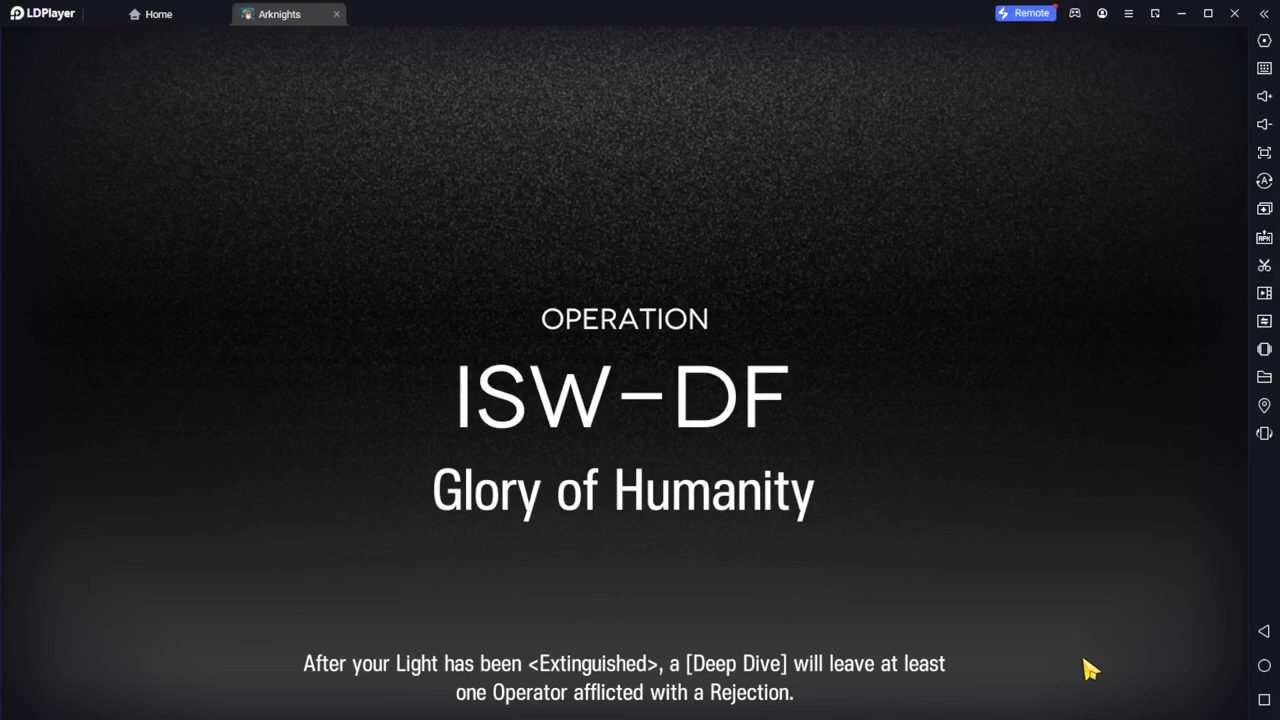 LDPlayer
Home
Arknights
Remote
OPERATION
ISW-DF
Glory of Humanity
After your Light has been <Extinguished>, a [Deep Dive] will leave at least
one Operator afflicted with a Rejection.
APK